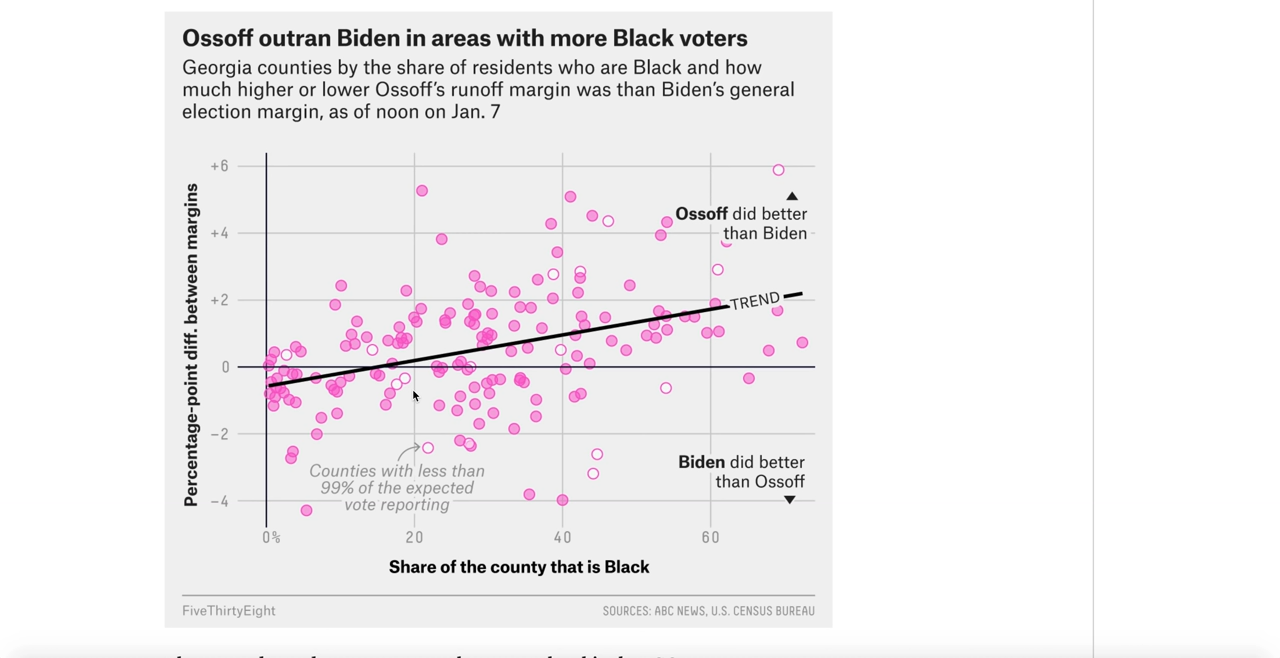 Ossoff outran Biden in areas with more Black voters
Georgia counties by the share of residents who are Black and how
much higher or lower Ossoff's runoff margin was than Biden's general
election margin, as of noon on Jan. 7
Percentage-point diff. between margins
+6
+4
+2
0
−2
−4
Ossoff did better
than Biden
TREND
Biden did better
than Ossoff
Counties with less than
99% of the expected
vote reporting
0%
20
40
60
Share of the county that is Black
FiveThirtyEight
SOURCES: ABC NEWS, U.S. CENSUS BUREAU